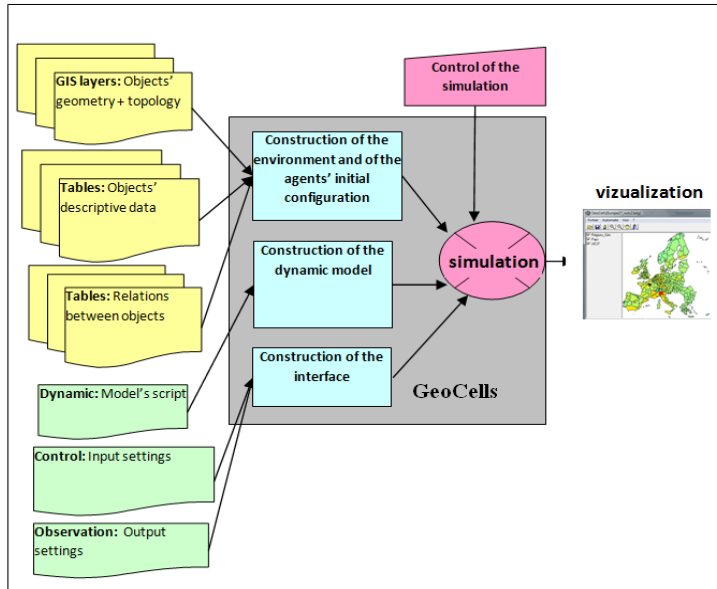 GIS layers: Objects'
geometry + topology
Tables: Objects'
descriptive data
Tables: Relations
between objects
Dynamic: Model's script
Control: Input settings
Observation: Output
settings
Control of the
simulation
Construction of the
environment and of the
agents' initial
configuration
Construction of the
dynamic model
Construction of the
interface
simulation
GeoCells
vizualization